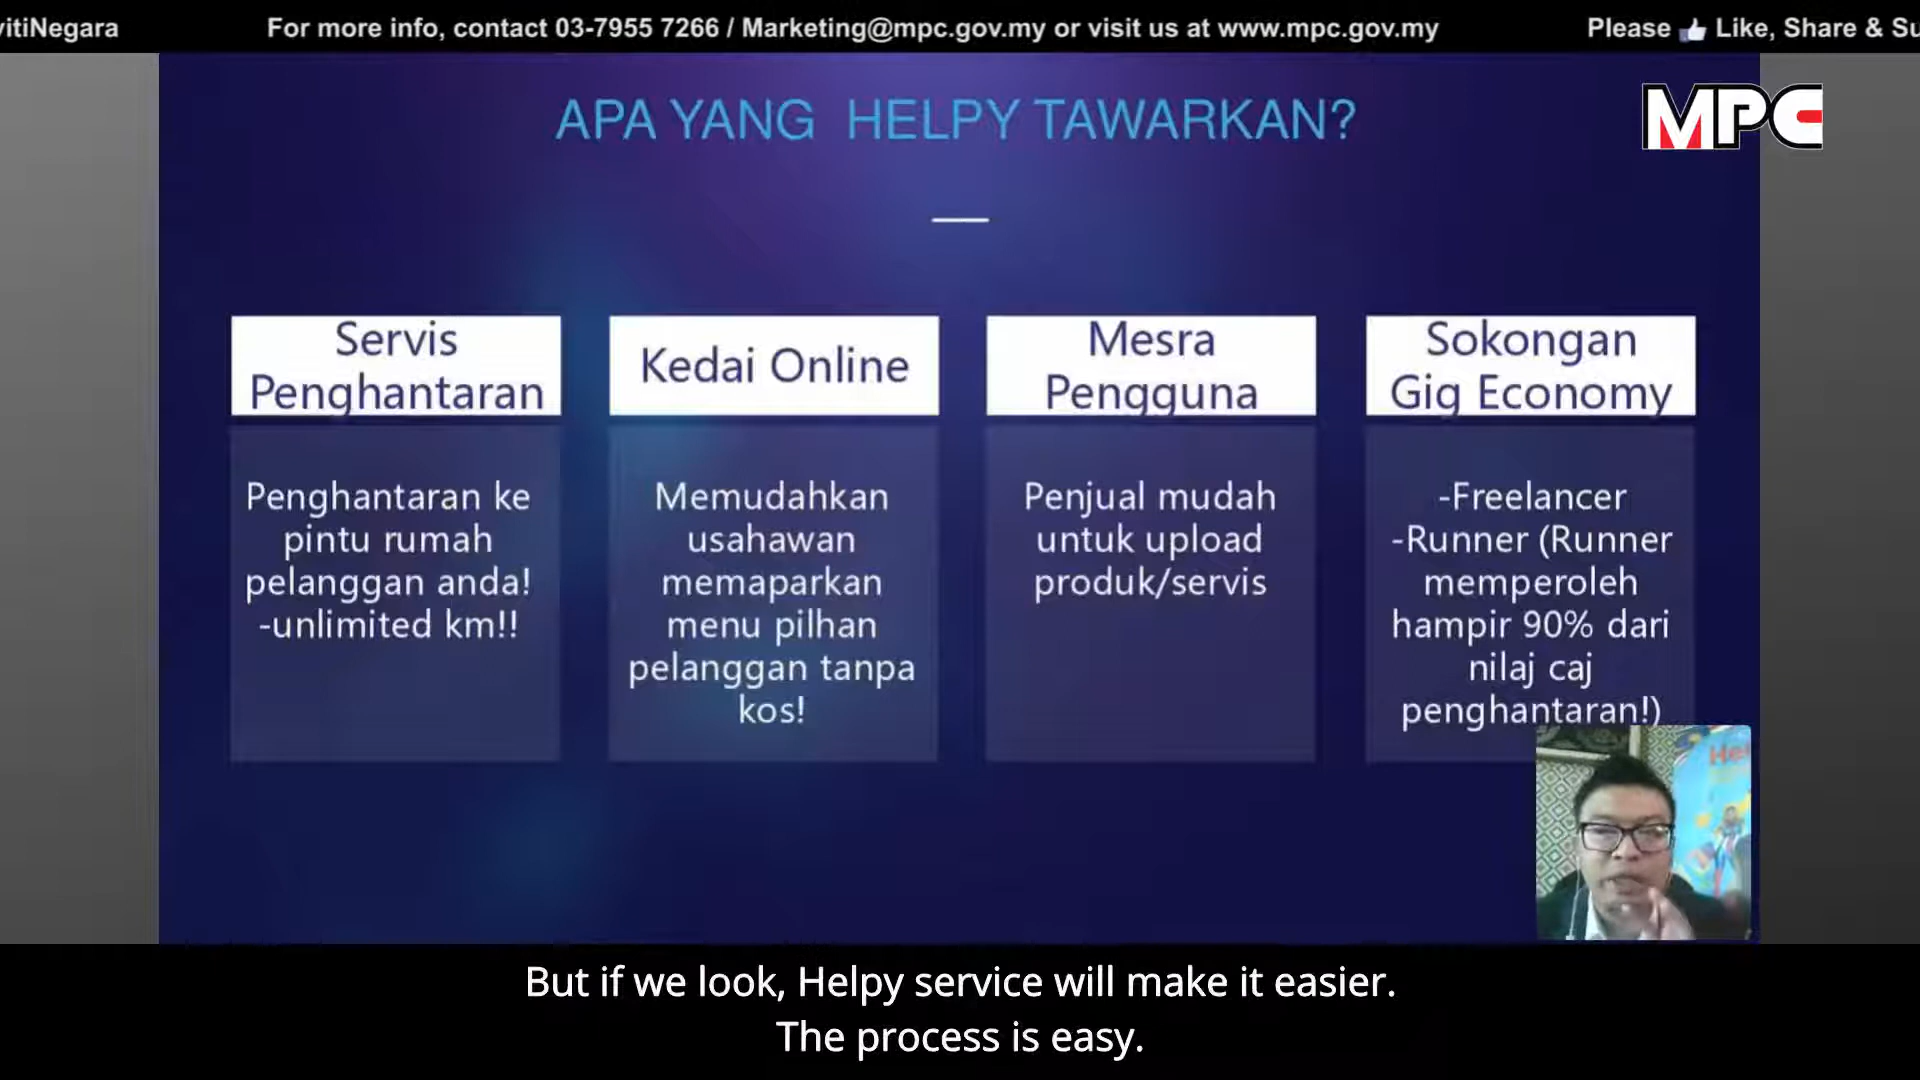 vitiNegara For more info, contact 03-7955 7266 / Marketing@mpc.gov.my or visit us at www.mpc.gov.my Please 👍 Like, Share & Su
APA YANG HELPY TAWARKAN?
MPC
Servis
Penghantaran
Penghantaran ke
pintu rumah
pelanggan anda!
-unlimited km!!
Kedai Online
Memudahkan
usahawan
memaparkan
menu pilhan
pelanggan tanpa
kos!
Mesra
Pengguna
Penjual mudah
untuk upload
produk/servis
Sokongan
Gig Economy
-Freelancer
-Runner (Runner
memperoleh
hampir 90% dari
nilaj caj
penghantaran!)
Hel
But if we look, Helpy service will make it easier.
The process is easy.